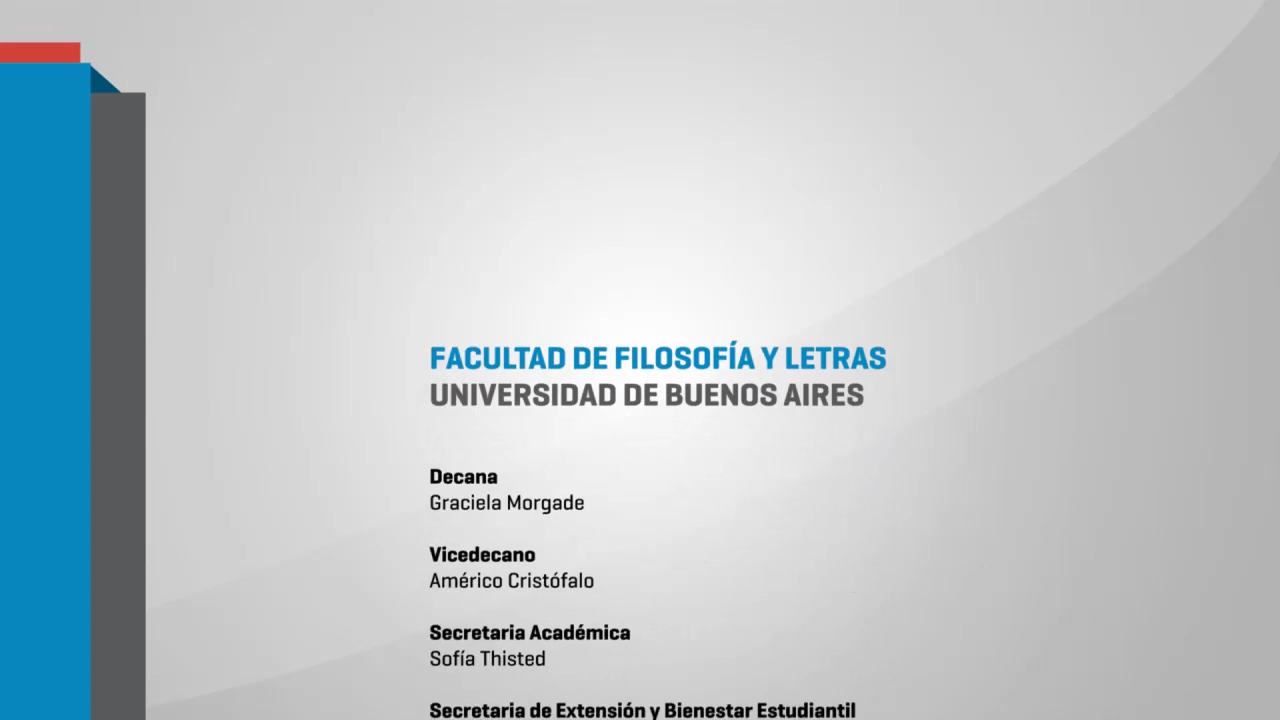 FACULTAD DE FILOSOFÍA Y LETRAS
UNIVERSIDAD DE BUENOS AIRES
Decana
Graciela Morgade
Vicedecano
Américo Cristófalo
Secretaria Académica
Sofía Thisted
Secretaria de Extensión y Bienestar Estudiantil